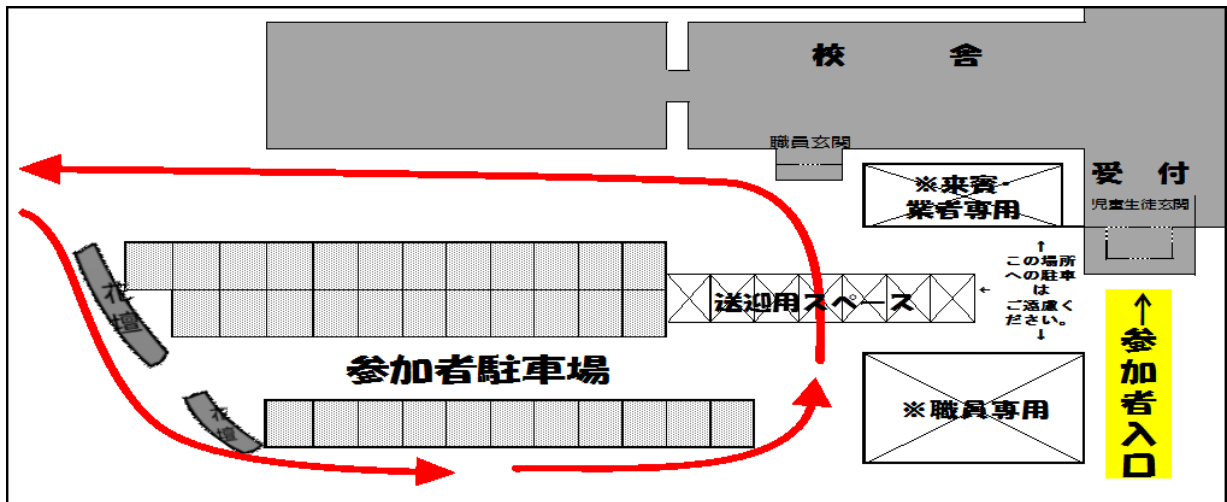 校　舎
職員玄関
※来賓・
業者専用
受　付
児童生徒玄関
↑
この場所
への駐車
は
ご遠慮く
ださい。
↓
←
送迎用スペース
花壇
参加者駐車場
花壇
※職員専用
↑参加者入口